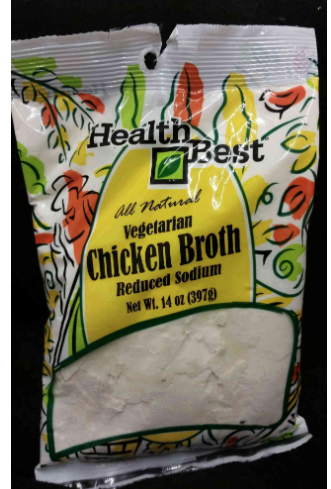 Health
Best
All Natural
Vegetarian
Chicken Broth
Reduced Sodium
Net Wt. 14 oz (397g)